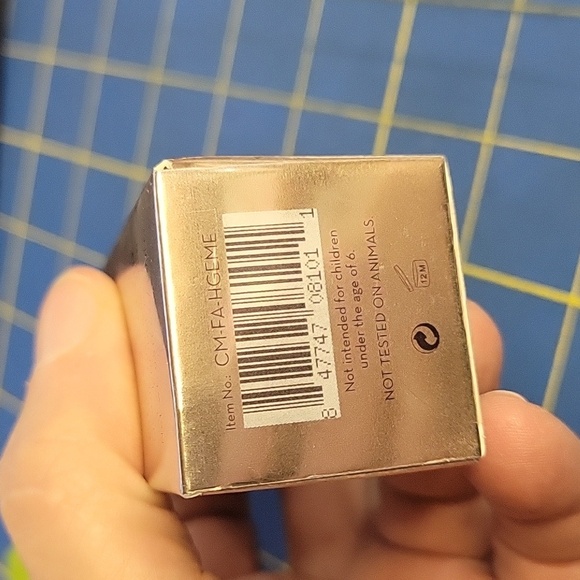 Item No.: CM-FA-HGEME
8 47747 08101 1
Not intended for children
under the age of 6.
NOT TESTED ON ANIMALS.
12M